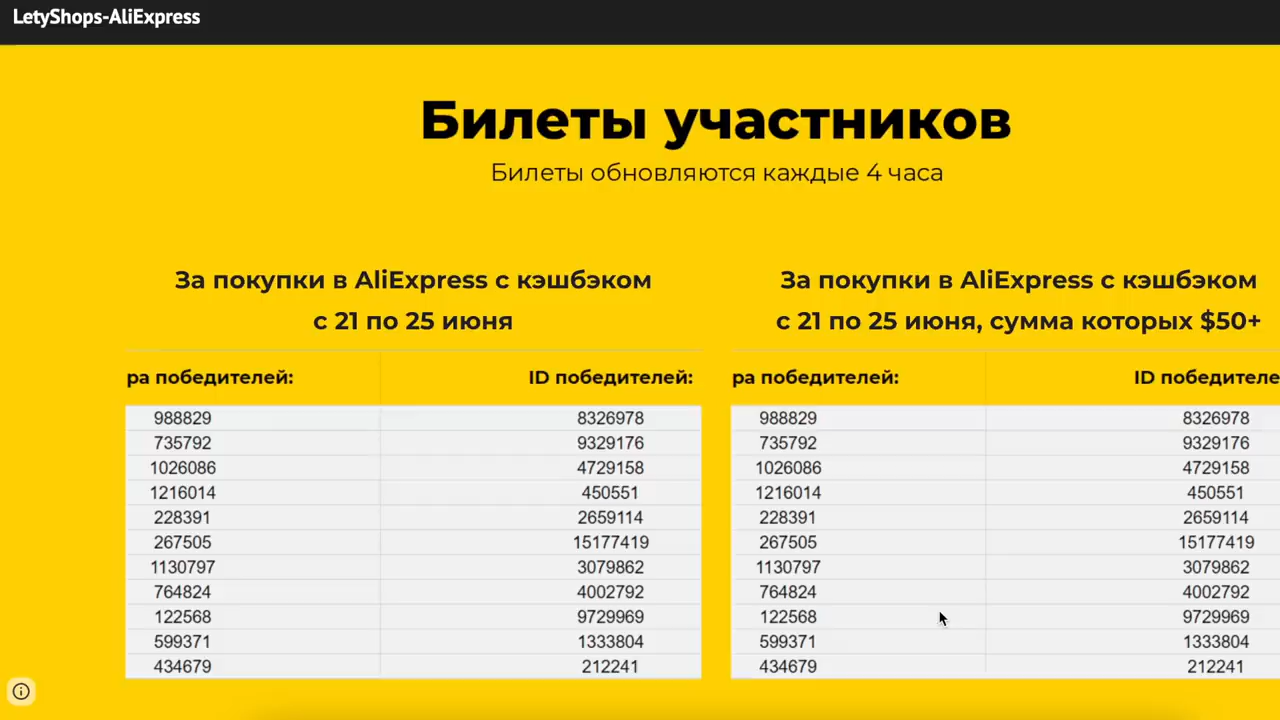 LetyShops-AliExpress
Билеты участников
Билеты обновляются каждые 4 часа
За покупки в AliExpress с кэшбэком
с 21 по 25 июня
ра победителей: ID победителей:
988829 8326978
735792 9329176
1026086 4729158
1216014 450551
228391 2659114
267505 15177419
1130797 3079862
764824 4002792
122568 9729969
599371 1333804
434679 212241
За покупки в AliExpress с кэшбэком
с 21 по 25 июня, сумма которых $50+
ра победителей: ID победителе
988829 8326978
735792 9329176
1026086 4729158
1216014 450551
228391 2659114
267505 15177419
1130797 3079862
764824 4002792
122568 9729969
599371 1333804
434679 212241